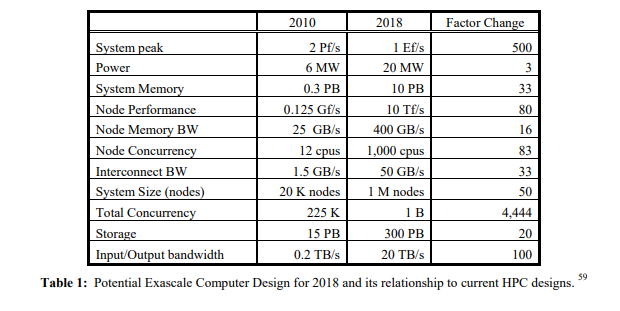 2010 2018 Factor Change
System peak 2 Pf/s 1 Ef/s 500
Power 6 MW 20 MW 3
System Memory 0.3 PB 10 PB 33
Node Performance 0.125 Gf/s 10 Tf/s 80
Node Memory BW 25 GB/s 400 GB/s 16
Node Concurrency 12 cpus 1,000 cpus 83
Interconnect BW 1.5 GB/s 50 GB/s 33
System Size (nodes) 20 K nodes 1 M nodes 50
Total Concurrency 225 K 1 B 4,444
Storage 15 PB 300 PB 20
Input/Output bandwidth 0.2 TB/s 20 TB/s 100
Table 1: Potential Exascale Computer Design for 2018 and its relationship to current HPC designs. 59